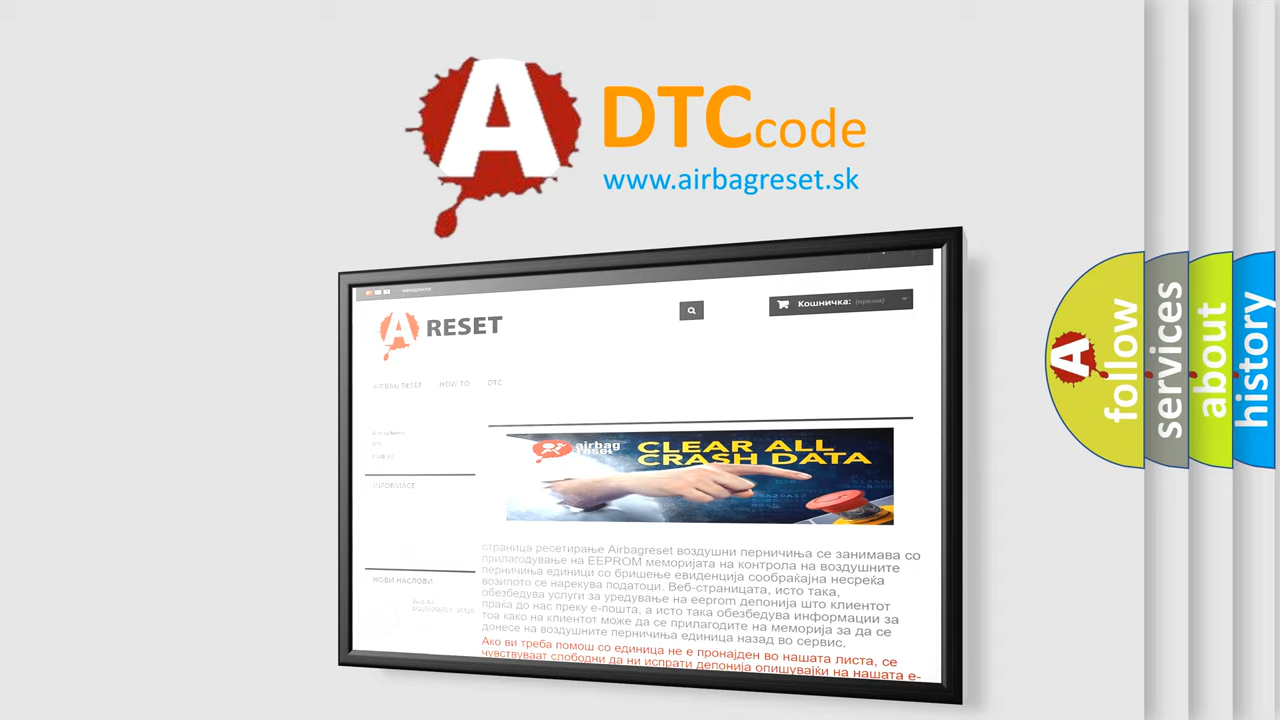 A
DTCcode
www.airbagreset.sk
Кошничка: (празни)
A RESET
AIRBAG RESET HOW TO DTC
airbag
reset
CLEAR ALL
CRASH DATA
INFORMACE
НОВИ НАСЛОВИ
страница ресетирање Airbagreset воздушни перничиња се занимава со
прилагодување на EEPROM меморијата на контрола на воздушните
перничиња единици со бришење евиденција сообраќајна несреќа
возилото се нарекува податоци. Веб-страницата, исто така,
обезбедува услуги за уредување на eeprom депонија што клиентот
праќа до нас преку е-пошта, а исто така обезбедува информации за
тоа како на клиентот може да се прилагодите на меморија за да се
донесе на воздушните перничиња единица назад во сервис.
Ако ви треба помош со единица не е пронајден во нашата листа, се
чувствуваат слободни да ни испрати депонија опишувајќи на нашата е-
A
follow
services
about
history